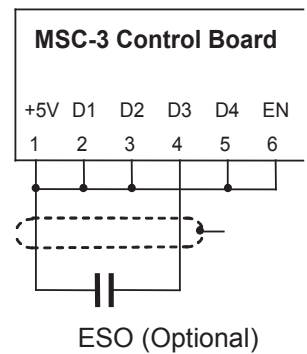 MSC-3 Control Board
+5V D1 D2 D3 D4 EN
1 2 3 4 5 6
ESO (Optional)